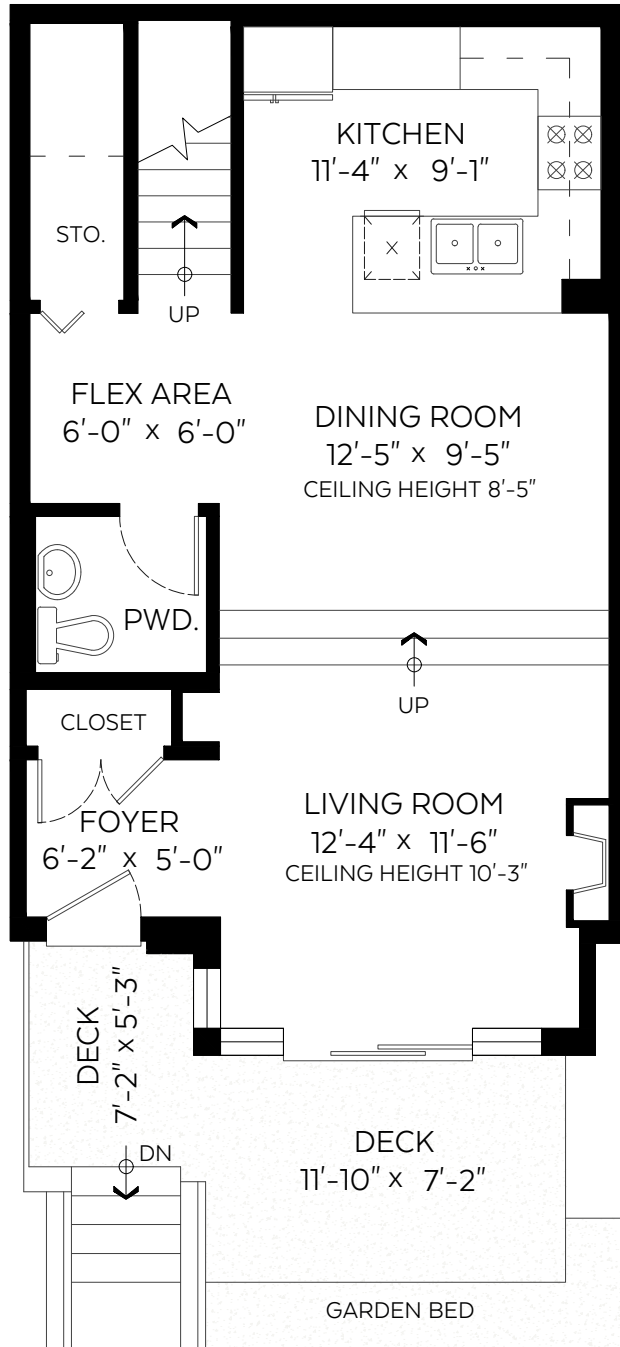 KITCHEN
11'-4" x 9'-1"
STO.
X
UP
FLEX AREA
6'-0" x 6'-0"
DINING ROOM
12'-5" x 9'-5"
CEILING HEIGHT 8'-5"
PWD.
UP
CLOSET
FOYER
6'-2" x 5'-0"
LIVING ROOM
12'-4" x 11'-6"
CEILING HEIGHT 10'-3"
DECK
7'-2" x 5'-3"
DN
DECK
11'-10" x 7'-2"
GARDEN BED